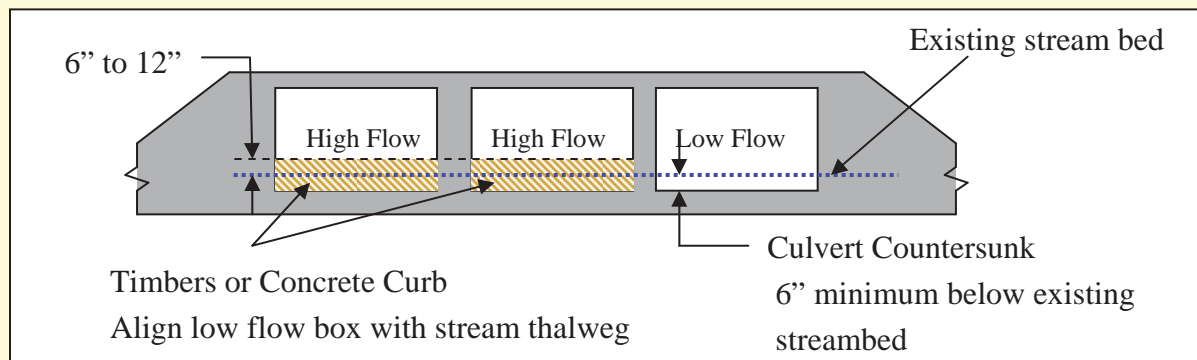 6” to 12”
Existing stream bed
High Flow
High Flow
Low Flow
Timbers or Concrete Curb
Align low flow box with stream thalweg
Culvert Countersunk
6” minimum below existing
streambed